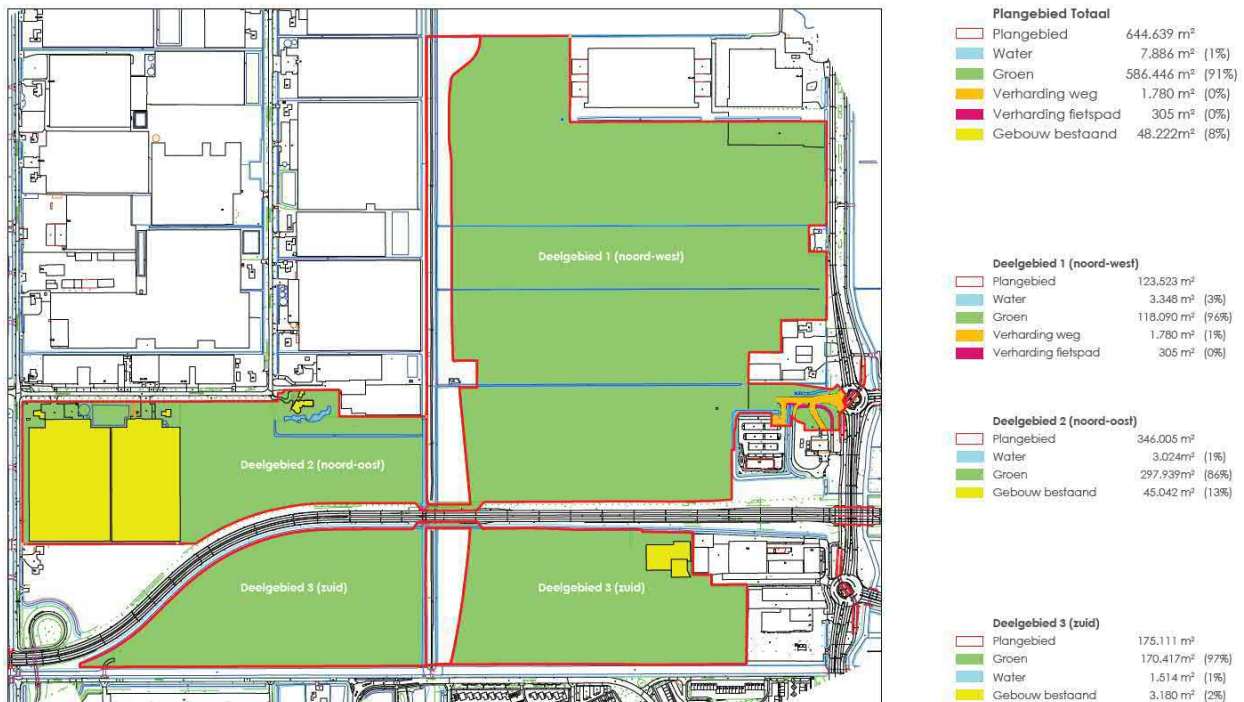 Deelgebied 1 (noord-west)
Deelgebied 2 (noord-oost)
Deelgebied 3 (zuid)
Deelgebied 3 (zuid)
Plangebied Totaal
Plangebied 644.639 m²
Water 7.886 m² (1%)
Groen 586.446 m² (91%)
Verharding weg 1.780 m² (0%)
Verharding fietspad 305 m² (0%)
Gebouw bestaand 48.222m² (8%)
Deelgebied 1 (noord-west)
Plangebied 123.523 m²
Water 3.348 m² (3%)
Groen 118.090 m² (96%)
Verharding weg 1.780 m² (1%)
Verharding fietspad 305 m² (0%)
Deelgebied 2 (noord-oost)
Plangebied 346.005 m²
Water 3.024 m² (1%)
Groen 297.939 m² (86%)
Gebouw bestaand 45.042 m² (13%)
Deelgebied 3 (zuid)
Plangebied 175.111 m²
Groen 170.417m² (97%)
Water 1.514 m² (1%)
Gebouw bestaand 3.180 m² (2%)